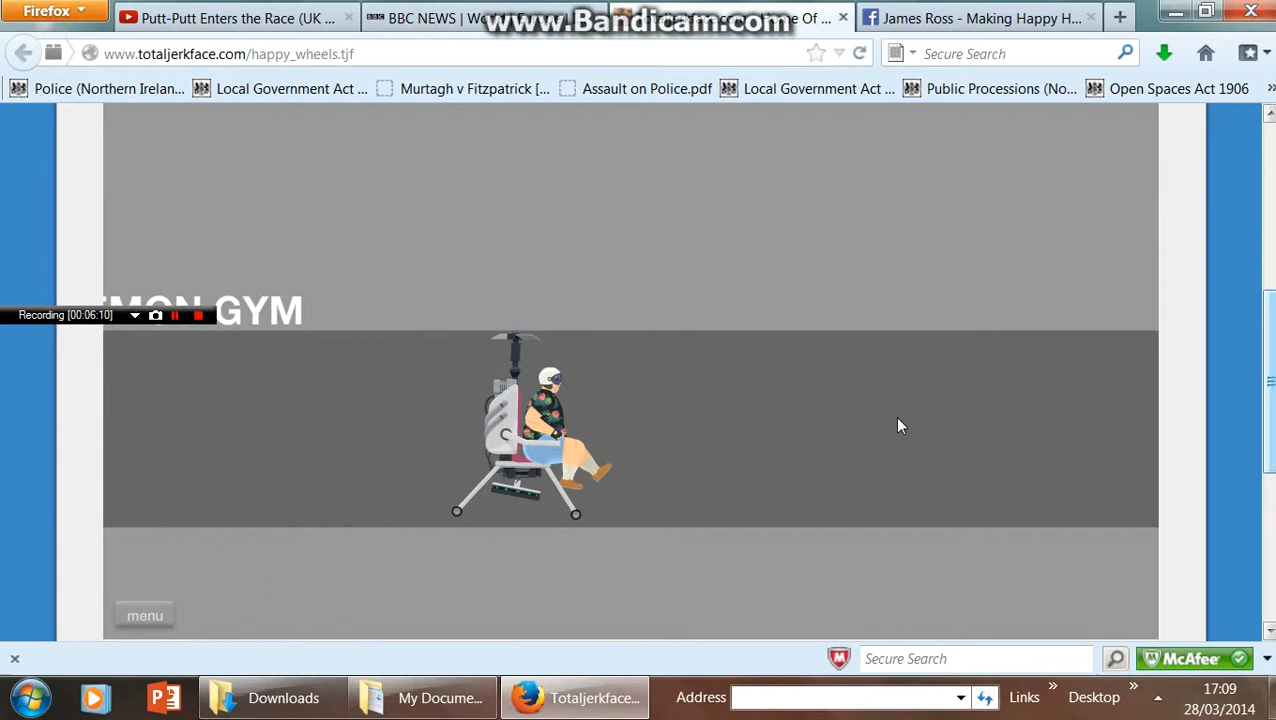 Firefox
Putt-Putt Enters the Race (UK ...
BBC NEWS | Wo
Of ...
James Ross - Making Happy H...
www.Bandicam.com
www.totaljerkface.com/happy_wheels.tjf
Secure Search
Police (Northern Irelan...
Local Government Act ...
Murtagh v Fitzpatrick [...
Assault on Police.pdf
Local Government Act ...
Public Processions (No...
Open Spaces Act 1906
EMON GYM
Recording [00:06:10]
menu
Secure Search
McAfee
Downloads
My Docume...
Totaljerkface...
Address
Links
Desktop
17:09
28/03/2014